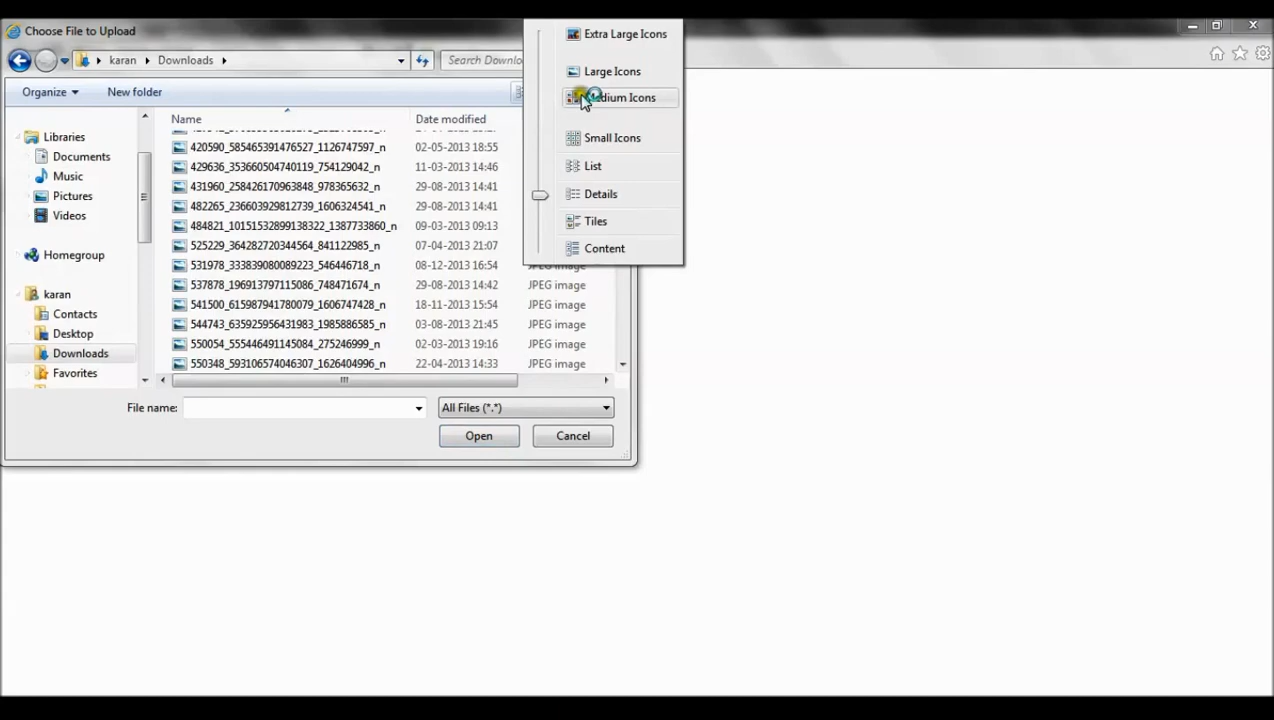 Choose File to Upload
karan Downloads
Search Downlo
Organize New folder
Name Date modified
420590_585465391476527_1126747597_n 02-05-2013 18:55
429636_353660504740119_754129042_n 11-03-2013 14:46
431960_258426170963848_978365632_n 29-08-2013 14:41
482265_236603929812739_1606324541_n 29-08-2013 14:41
484821_10151532899138322_1387733860_n 09-03-2013 09:13
525229_364282720344564_841122985_n 07-04-2013 21:07
531978_333839080089223_546446718_n 08-12-2013 16:54 JPEG image
537878_196913797115086_748471674_n 29-08-2013 14:42 JPEG image
541500_615987941780079_1606747428_n 18-11-2013 15:54 JPEG image
544743_635925956431983_1985886585_n 03-08-2013 21:45 JPEG image
550054_555446491145084_275246999_n 02-03-2013 19:16 JPEG image
550348_593106574046307_1626404996_n 22-04-2013 14:33 JPEG image
Libraries
Documents
Music
Pictures
Videos
Homegroup
karan
Contacts
Desktop
Downloads
Favorites
Extra Large Icons
Large Icons
Icons
Small Icons
List
Details
Tiles
Content
File name: All Files (*.*)
Open Cancel